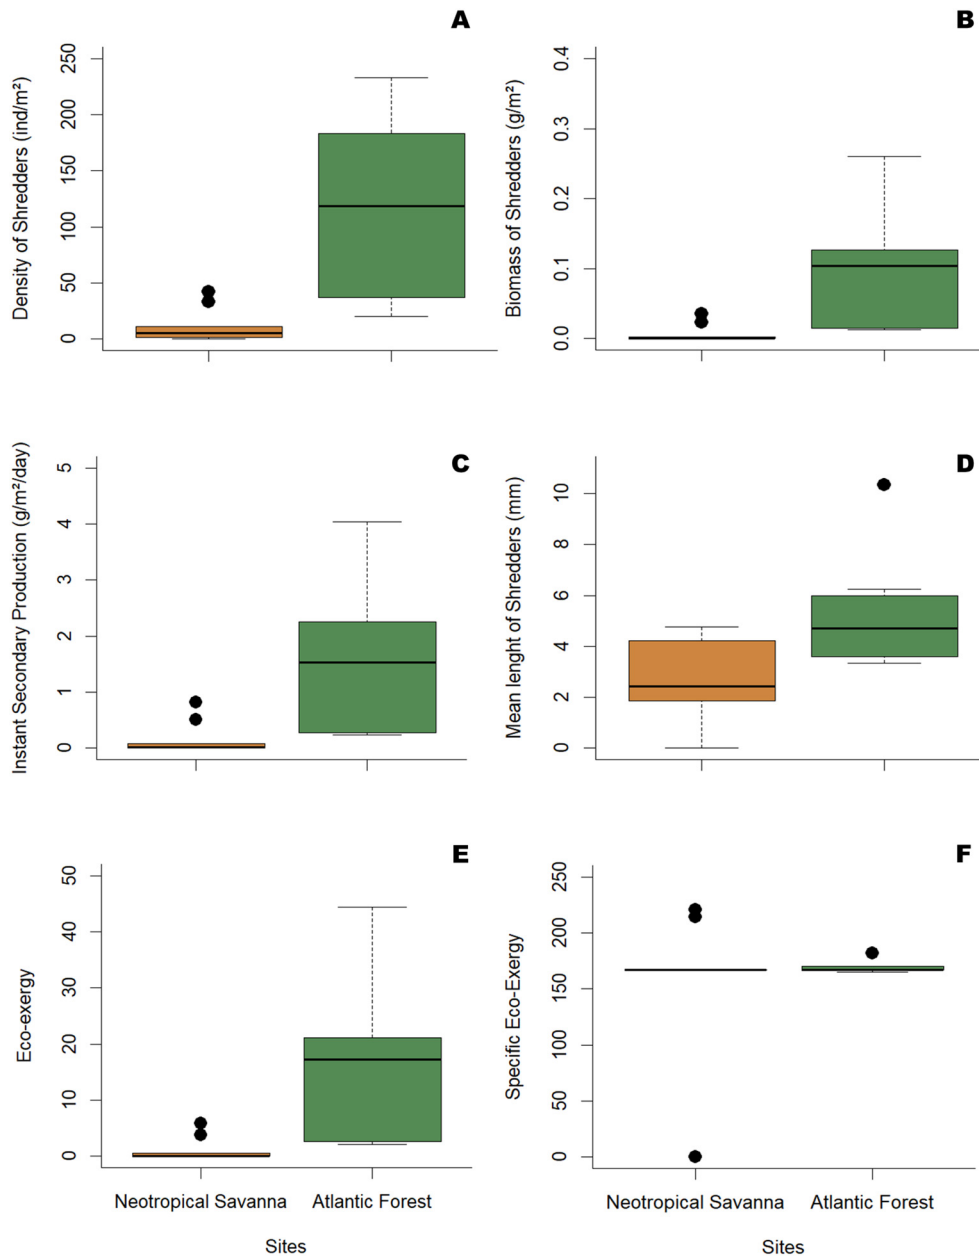 A
Density of Shredders (ind/m²)
250
200
150
100
50
0
B
Biomass of Shredders (g/m²)
0.4
0.3
0.2
0.1
0.0
C
Instant Secondary Production (g/m²/day)
5
4
3
2
1
0
D
Mean lenght of Shredders (mm)
10
8
6
4
2
0
E
Eco-exergy
50
40
30
20
10
0
Neotropical Savanna Atlantic Forest
Sites
F
Specific Eco-Exergy
250
200
150
100
50
0
Neotropical Savanna Atlantic Forest
Sites